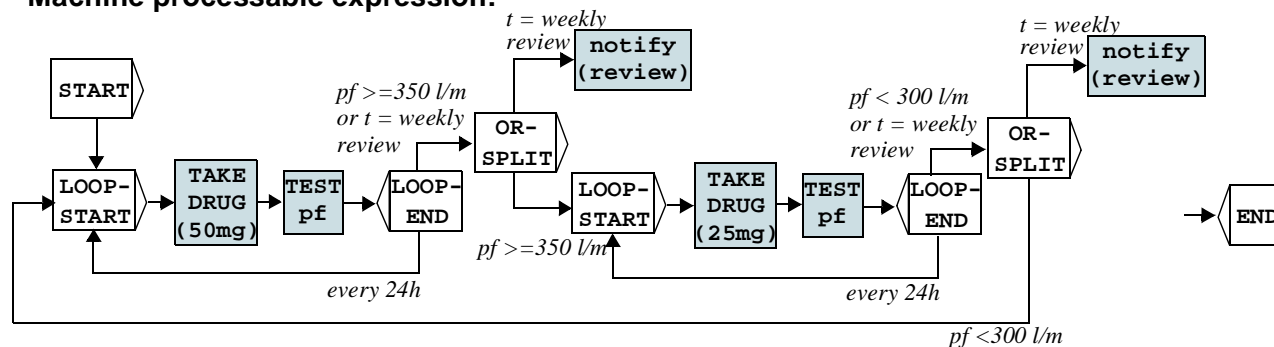 Machine processable expression:
START
LOOP-
START
TAKE
DRUG
(50mg)
TEST
pf
LOOP-
END
every 24h
pf >=350 l/m
or t = weekly
review
OR-
SPLIT
t = weekly
review
notify
(review)
pf >=350 l/m
LOOP-
START
TAKE
DRUG
(25mg)
TEST
pf
LOOP-
END
every 24h
pf < 300 l/m
or t = weekly
review
OR-
SPLIT
t = weekly
review
notify
(review)
pf <300 l/m
END